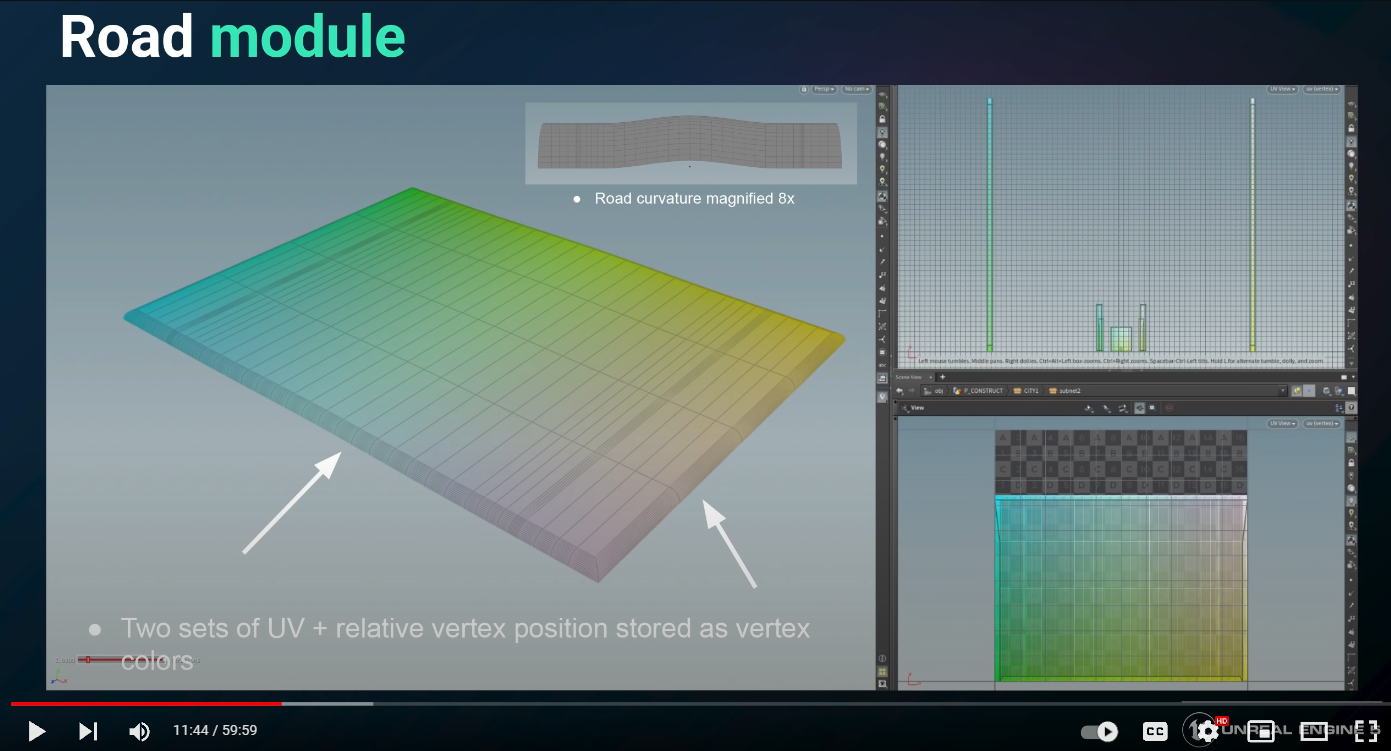 Road module
Persp
No cam
Road curvature magnified 8x
Two sets of UV + relative vertex position stored as vertex
colors
UV View
uv (vertex)
Left mouse tumbles. Middle pans. Right dollies. Ctrl+Alt+Left box-zooms. Ctrl+Right zooms. Spacebar-Ctrl-Left tilts. Hold L for alternate tumble, dolly, and zoom.
Scene View
obj
P_CONSTRUCT
CITY1
subnet2
View
UV View
uv (vertex)
11:44 / 59:59
CC
HD
UNREAL ENGINE 5